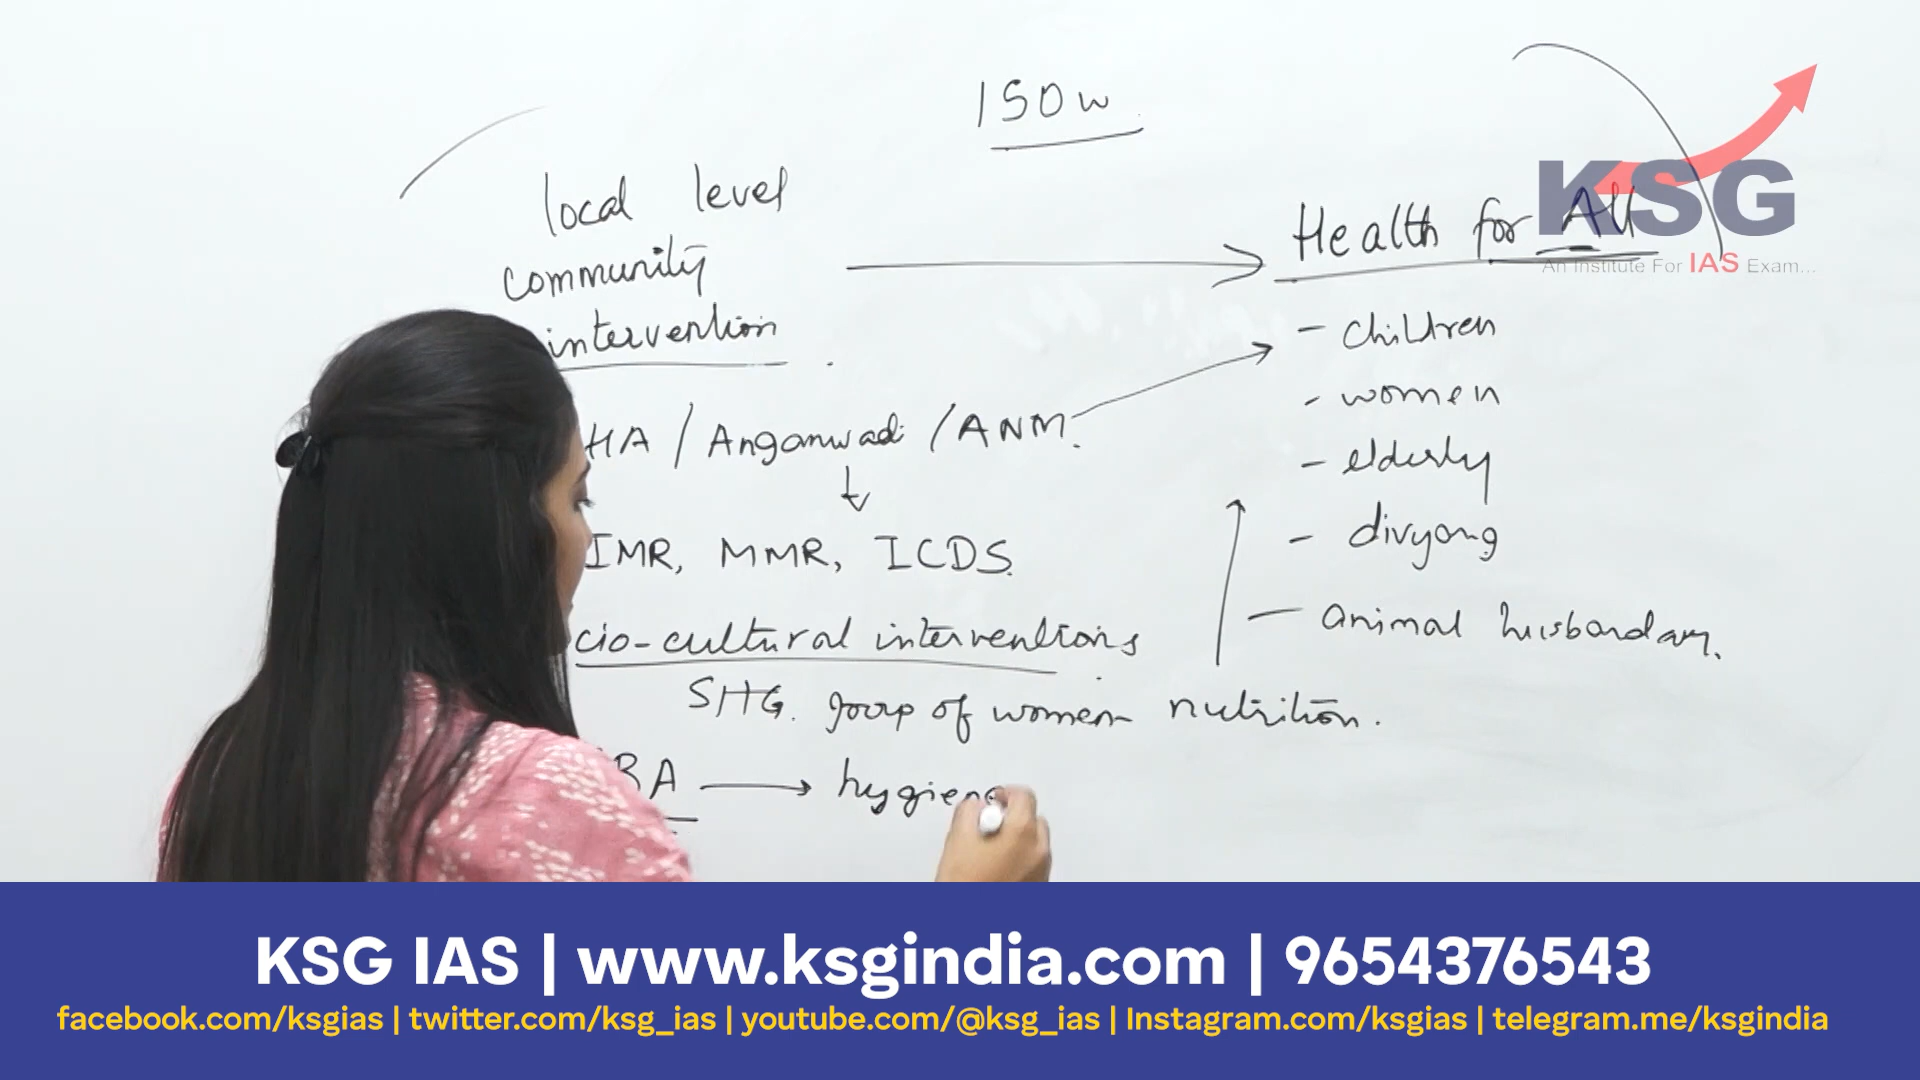 150w.
local level
community
intervention.
Health for All
KSG
An Institute For IAS Exam...
- children
- women
- elderly
- divyang
- animal husbandary.
HA / Anganwadi / ANM.
IMR, MMR, ICDS.
cio-cultural interventions
SHG. group of women nutrition.
BA → hygiene
KSG IAS | www.ksgindia.com | 9654376543
facebook.com/ksgias | twitter.com/ksg_ias | youtube.com/@ksg_ias | Instagram.com/ksgias | telegram.me/ksgindia